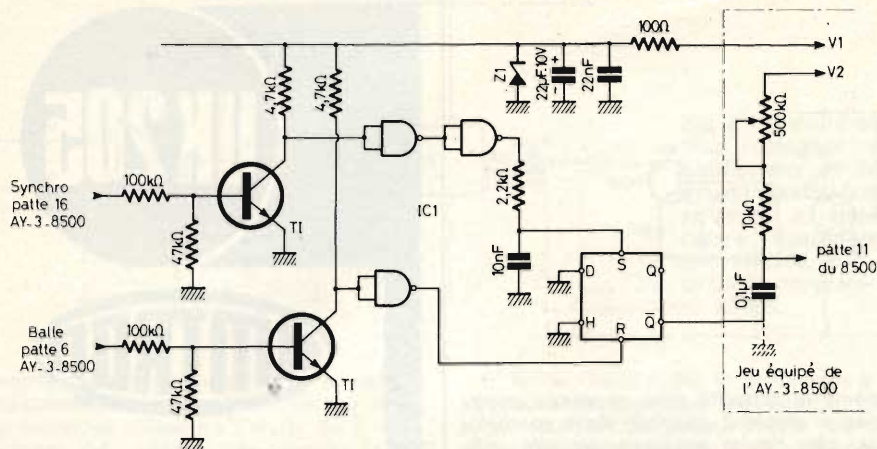 100Ω
V1
V2
4,7kΩ
4,7kΩ
Z1
22µF.10V
+
-
22nF
500kΩ
Synchro
patte 16
AY-3-8500
100kΩ
47kΩ
TI
IC1
2,2kΩ
10nF
10kΩ
pâtte 11
du 8500
0,1µF
D
S
Q
H
R
Q̅
Balle
patte 6
AY-3-8500
100kΩ
47kΩ
TI
Jeu équipé de
l'AY-3-8500